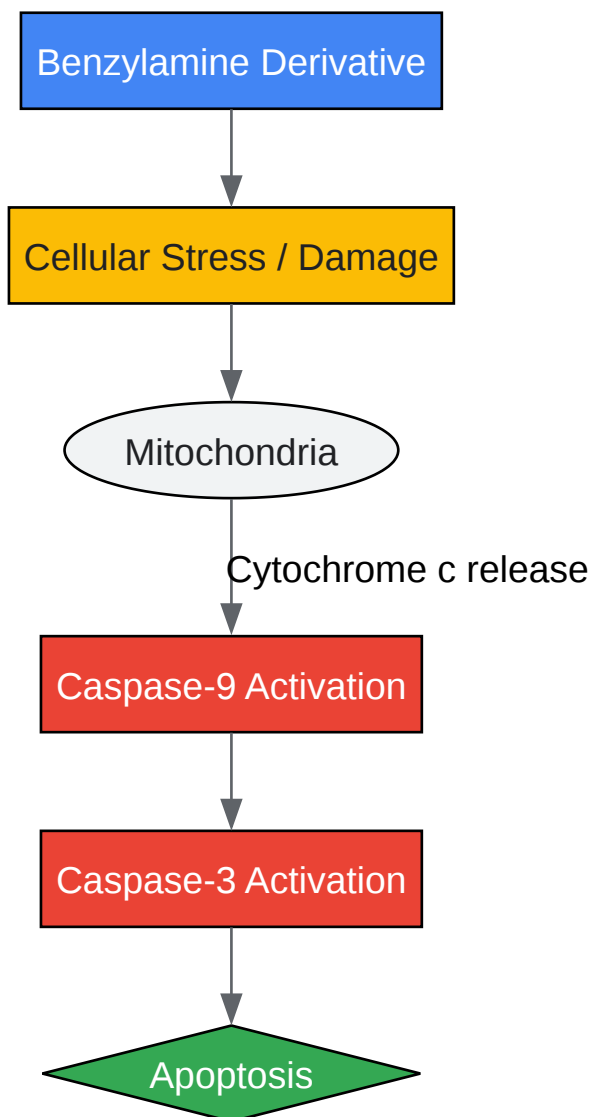 Benzylamine Derivative
Cellular Stress / Damage
Mitochondria
Cytochrome c release
Caspase-9 Activation
Caspase-3 Activation
Apoptosis